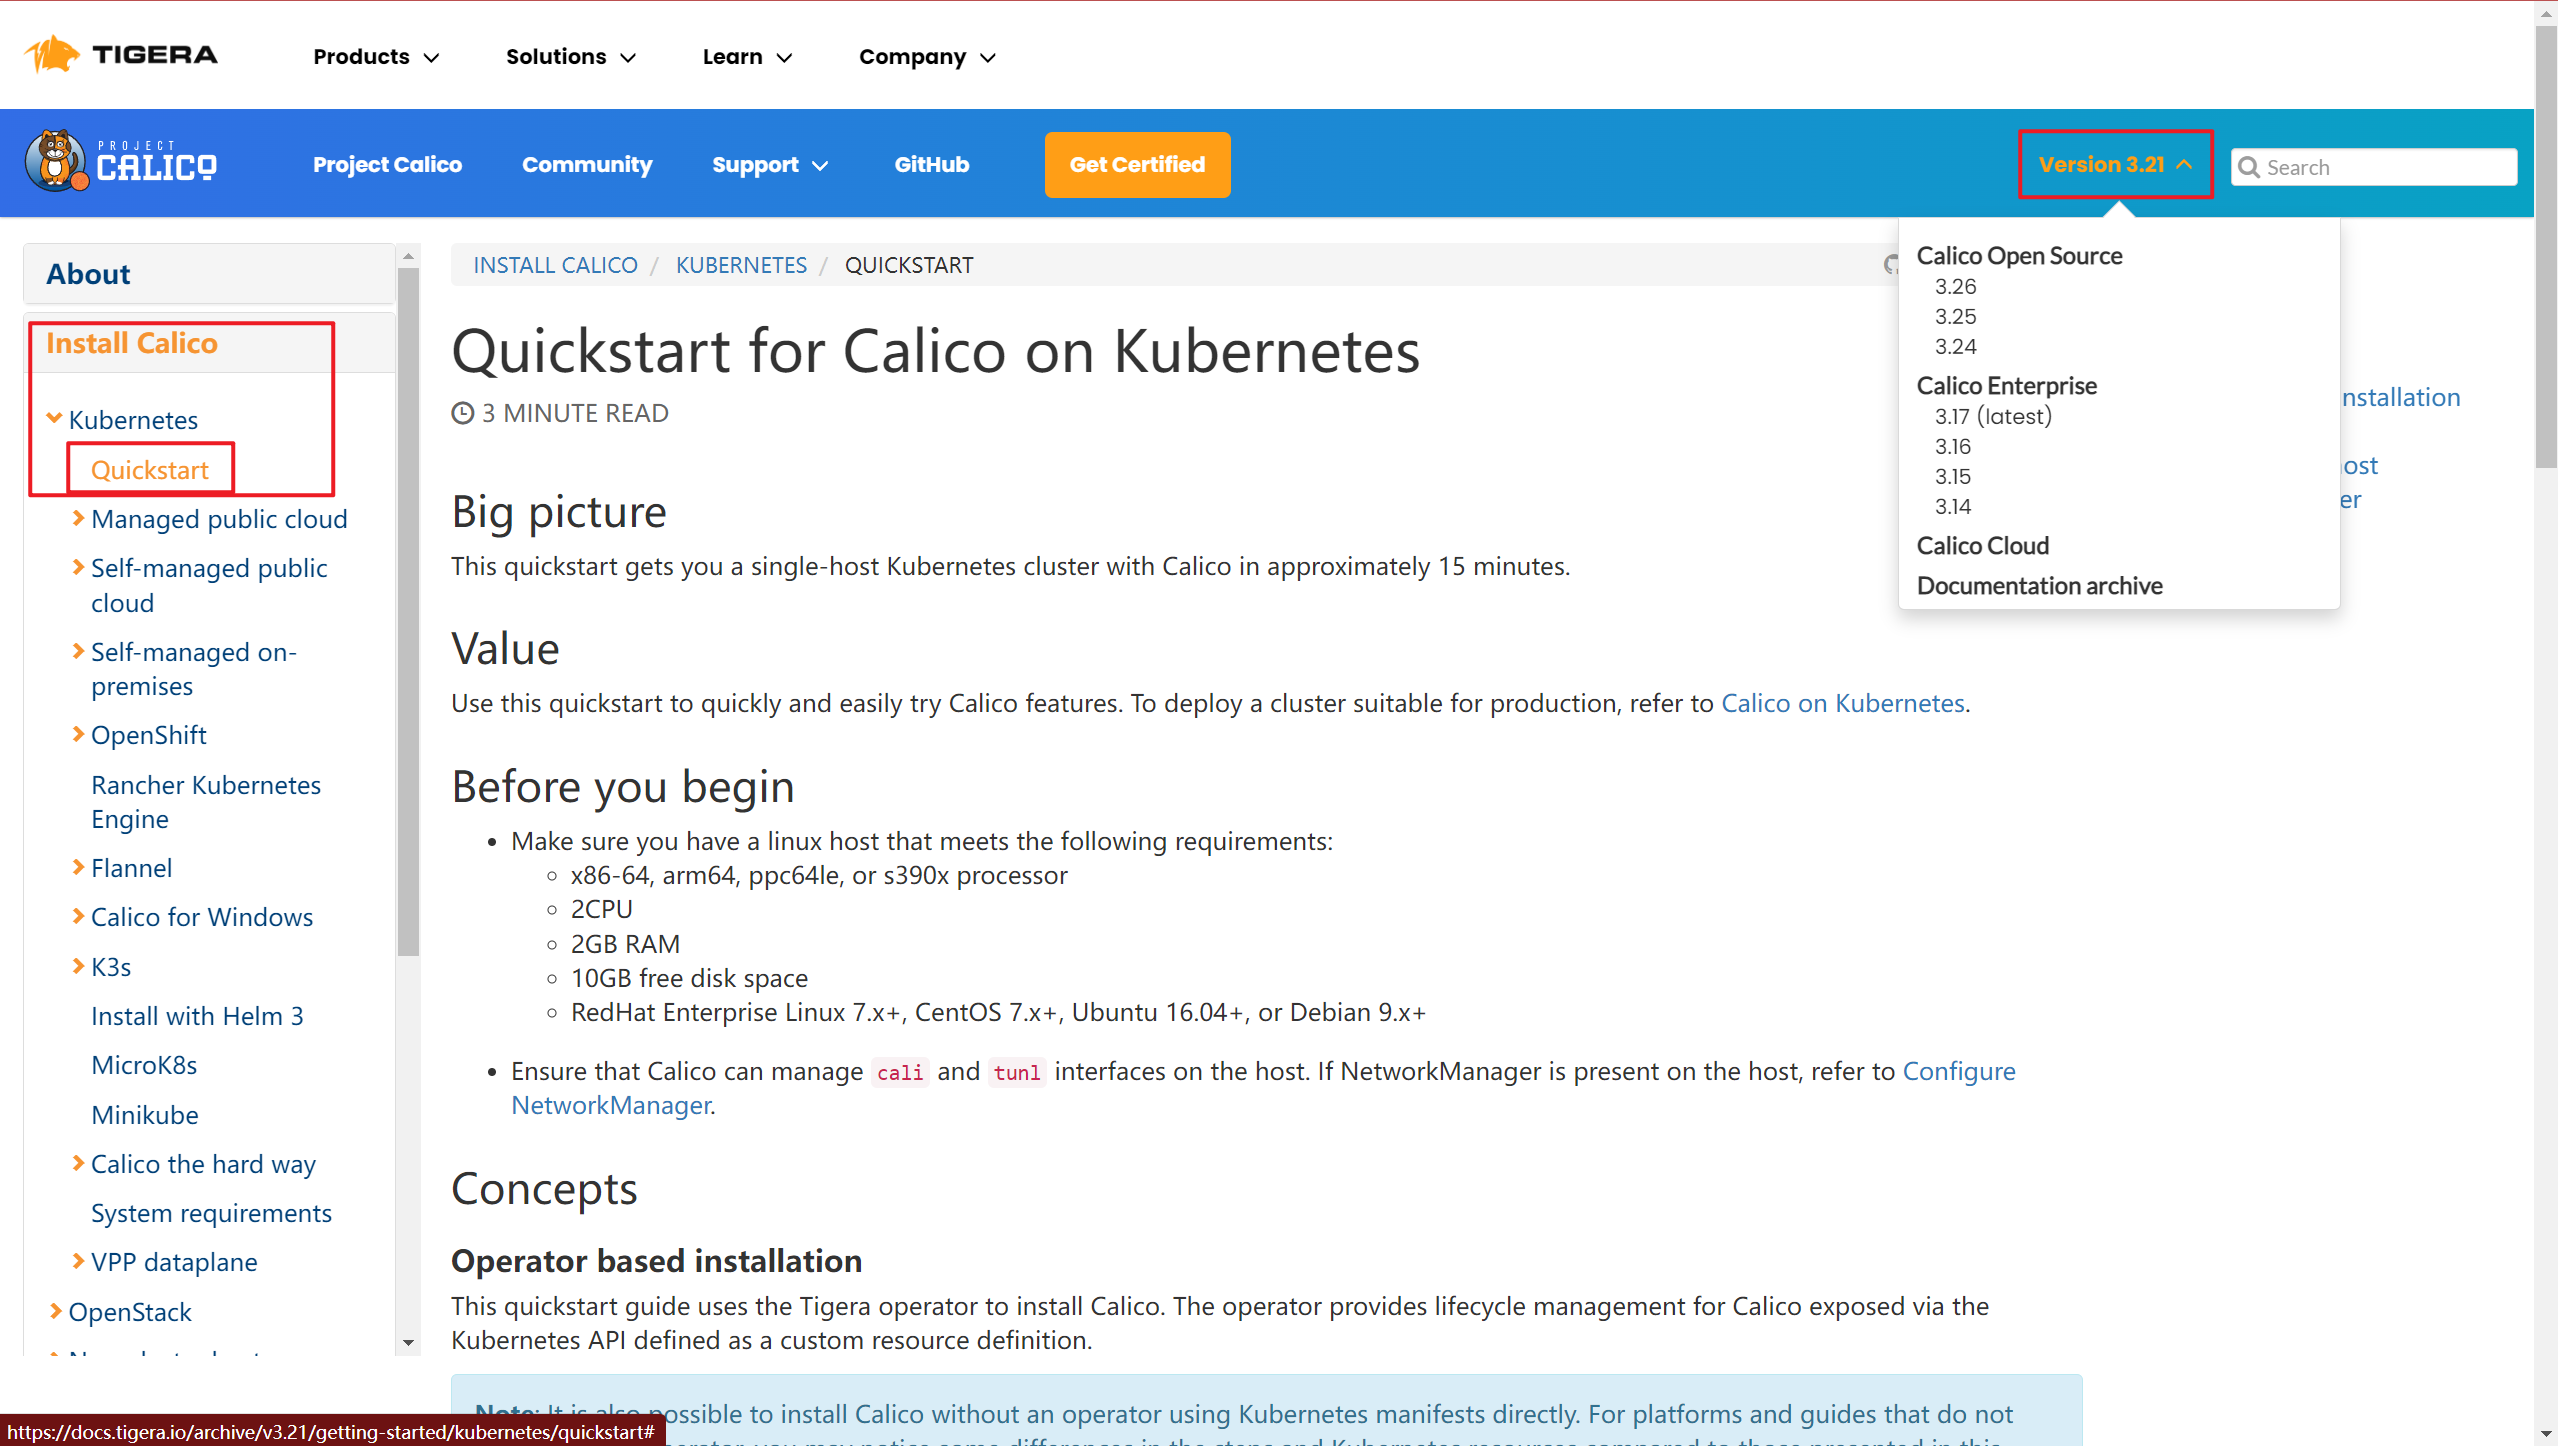 TIGERA
Products
Solutions
Learn
Company
PROJECT
CALICO
Project Calico
Community
Support
GitHub
Get Certified
Version 3.21
Search
Calico Open Source
3.26
3.25
3.24
Calico Enterprise
3.17 (latest)
3.16
3.15
3.14
Calico Cloud
Documentation archive
About
Install Calico
Kubernetes
Quickstart
Managed public cloud
Self-managed public
cloud
Self-managed on-
premises
OpenShift
Rancher Kubernetes
Engine
Flannel
Calico for Windows
K3s
Install with Helm 3
MicroK8s
Minikube
Calico the hard way
System requirements
VPP dataplane
OpenStack
INSTALL CALICO / KUBERNETES / QUICKSTART
Quickstart for Calico on Kubernetes
3 MINUTE READ
Big picture
This quickstart gets you a single-host Kubernetes cluster with Calico in approximately 15 minutes.
Value
Use this quickstart to quickly and easily try Calico features. To deploy a cluster suitable for production, refer to Calico on Kubernetes.
Before you begin
• Make sure you have a linux host that meets the following requirements:
◦ x86-64, arm64, ppc64le, or s390x processor
◦ 2CPU
◦ 2GB RAM
◦ 10GB free disk space
◦ RedHat Enterprise Linux 7.x+, CentOS 7.x+, Ubuntu 16.04+, or Debian 9.x+
• Ensure that Calico can manage cali and tunl interfaces on the host. If NetworkManager is present on the host, refer to Configure
NetworkManager.
Concepts
Operator based installation
This quickstart guide uses the Tigera operator to install Calico. The operator provides lifecycle management for Calico exposed via the
Kubernetes API defined as a custom resource definition.
Note: It is also possible to install Calico without an operator using Kubernetes manifests directly. For platforms and guides that do not
nstallation
ost
er
https://docs.tigera.io/archive/v3.21/getting-started/kubernetes/quickstart#